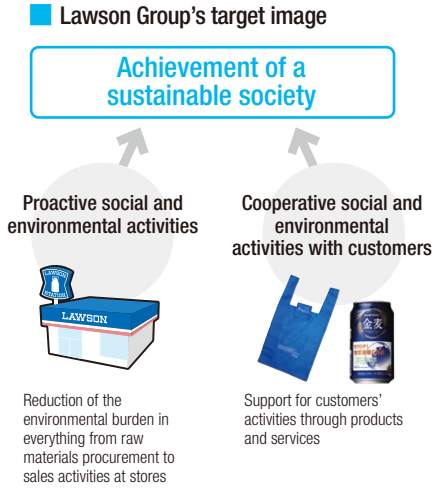 Lawson Group's target image
Achievement of a
sustainable society
Proactive social and
environmental activities
Cooperative social and
environmental
activities with customers
LAWSON
STATION
LAWSON
金麦
Reduction of the
environmental burden in
everything from raw
materials procurement to
sales activities at stores
Support for customers'
activities through products
and services